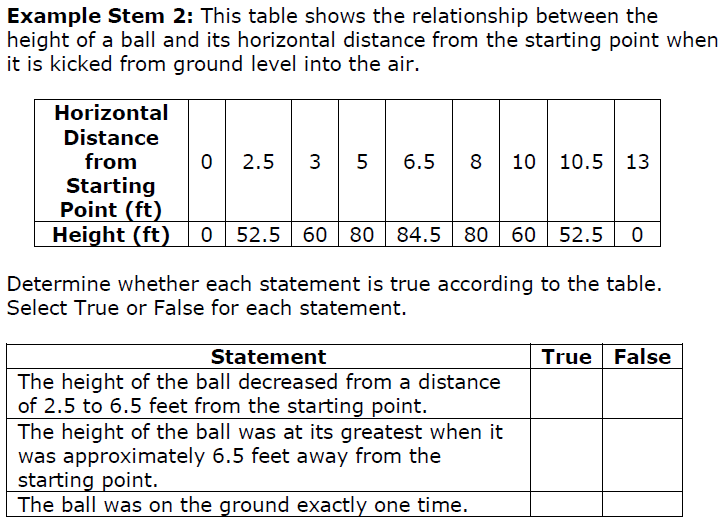 Example Stem 2: This table shows the relationship between the
height of a ball and its horizontal distance from the starting point when
it is kicked from ground level into the air.
Horizontal
Distance
from 0 2.5 3 5 6.5 8 10 10.5 13
Starting
Point (ft)
Height (ft) 0 52.5 60 80 84.5 80 60 52.5 0
Determine whether each statement is true according to the table.
Select True or False for each statement.
Statement True False
The height of the ball decreased from a distance
of 2.5 to 6.5 feet from the starting point.
The height of the ball was at its greatest when it
was approximately 6.5 feet away from the
starting point.
The ball was on the ground exactly one time.